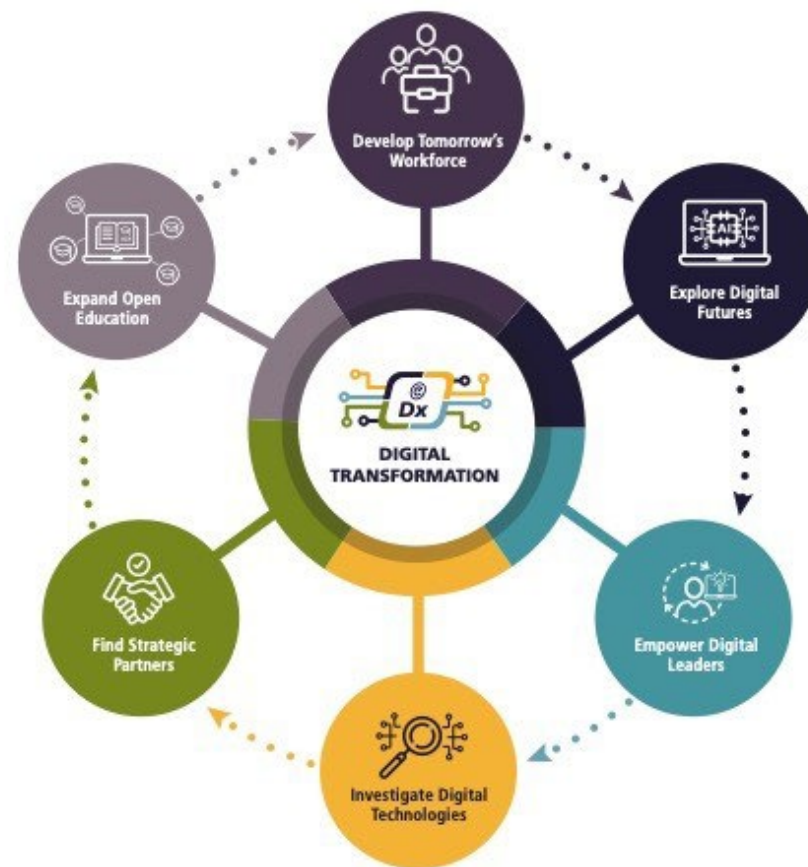 Develop Tomorrow's
Workforce
AI
Explore Digital
Futures
Empower Digital
Leaders
Investigate Digital
Technologies
Find Strategic
Partners
Expand Open
Education
@
Dx
DIGITAL
TRANSFORMATION